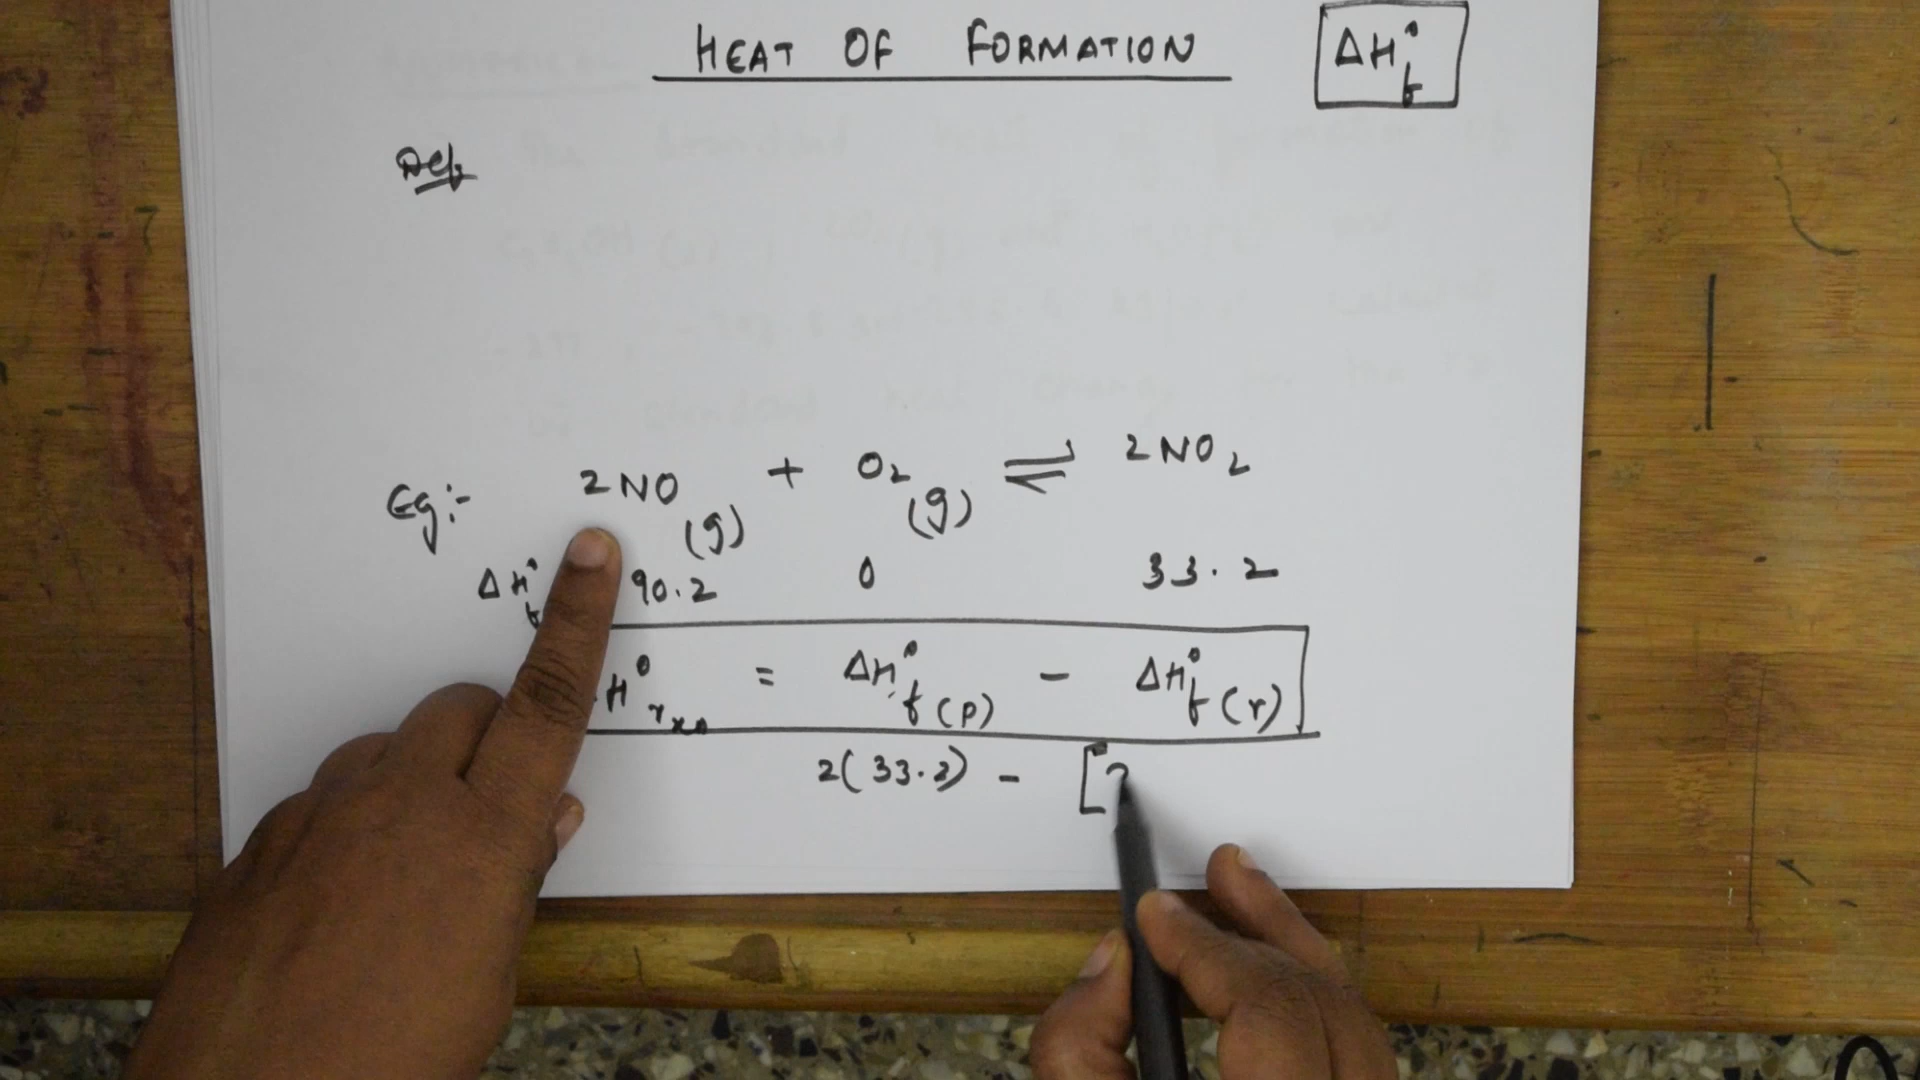 HEAT OF FORMATION ΔH°f
Def
Eg:- 2NO(g) + O2(g) ⇌ 2NO2
ΔH°f 90.2 0 33.2
H°rxn = ΔH°f(p) - ΔH°f(r)
2(33.2) - [2